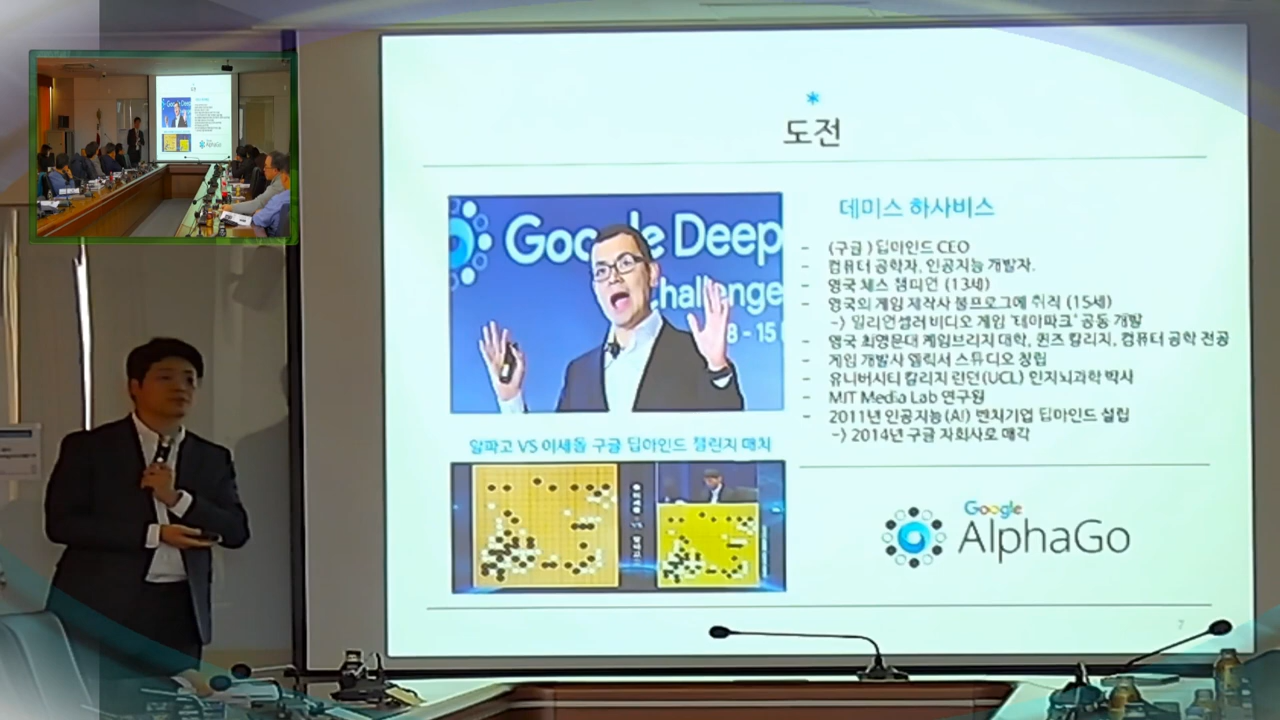 *
도전
Google Deep
Challenge
8 - 15
데미스 하사비스
- (구글) 딥마인드 CEO
- 컴퓨터 공학자, 인공지능 개발자.
- 영국 체스 챔피언 (13세)
- 영국의 게임 제작사 불프로그에 취직 (15세)
-> 밀리언셀러 비디오 게임 '테마파크' 공동 개발
- 영국 최명문대 케임브리지 대학, 퀸즈 칼리지, 컴퓨터 공학 전공
- 게임 개발사 엘릭서 스튜디오 창립
- 유니버시티 칼리지 런던(UCL) 인지뇌과학 박사
- MIT Media Lab 연구원
- 2011년 인공지능(AI) 벤처기업 딥마인드 설립
-> 2014년 구글 자회사로 매각
알파고 VS 이세돌 구글 딥마인드 챌린지 매치
Google
AlphaGo
7